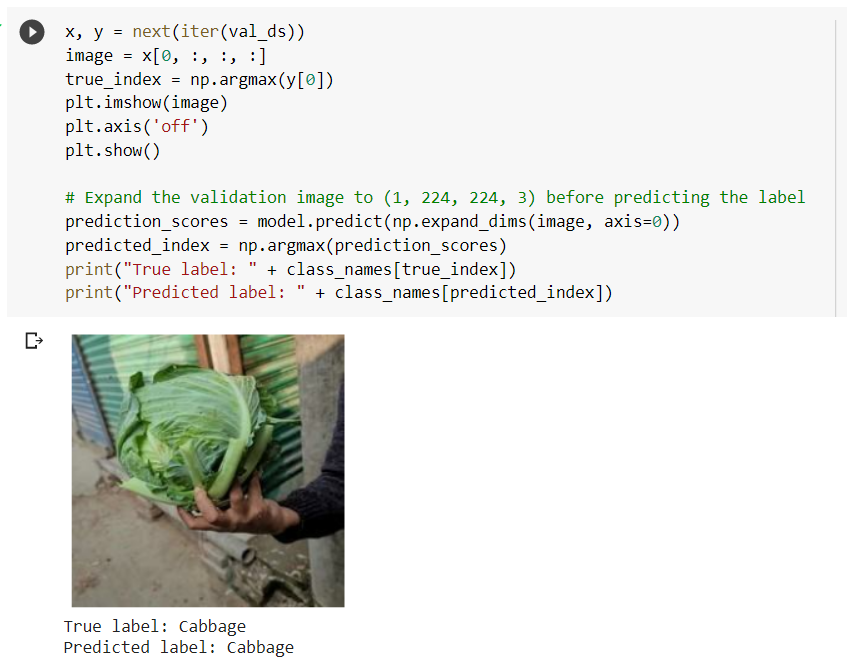 x, y = next(iter(val_ds))
image = x[0, :, :, :]
true_index = np.argmax(y[0])
plt.imshow(image)
plt.axis('off')
plt.show()
# Expand the validation image to (1, 224, 224, 3) before predicting the label
prediction_scores = model.predict(np.expand_dims(image, axis=0))
predicted_index = np.argmax(prediction_scores)
print("True label: " + class_names[true_index])
print("Predicted label: " + class_names[predicted_index])
True label: Cabbage
Predicted label: Cabbage